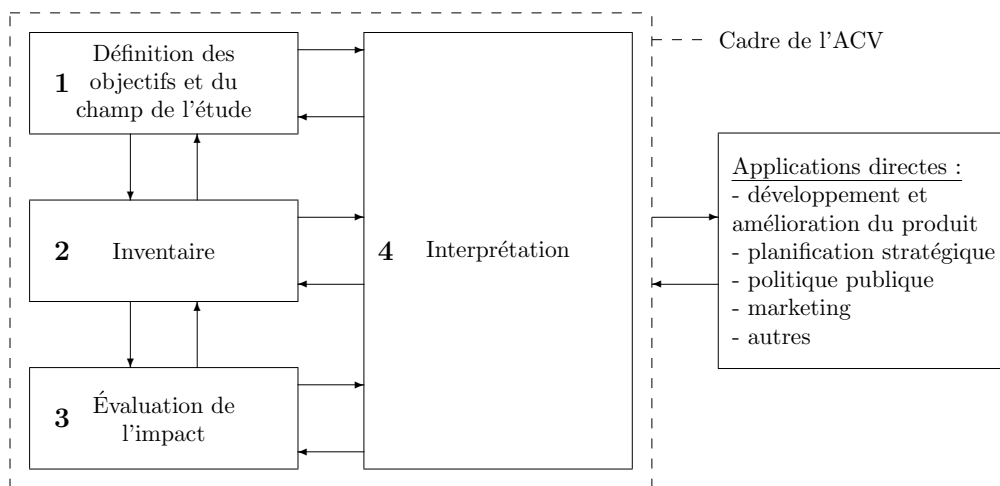 Cadre de l'ACV
1
Définition des
objectifs et du
champ de l'étude
2
Inventaire
3
Évaluation de
l'impact
4
Interprétation
Applications directes :
- développement et
amélioration du produit
- planification stratégique
- politique publique
- marketing
- autres